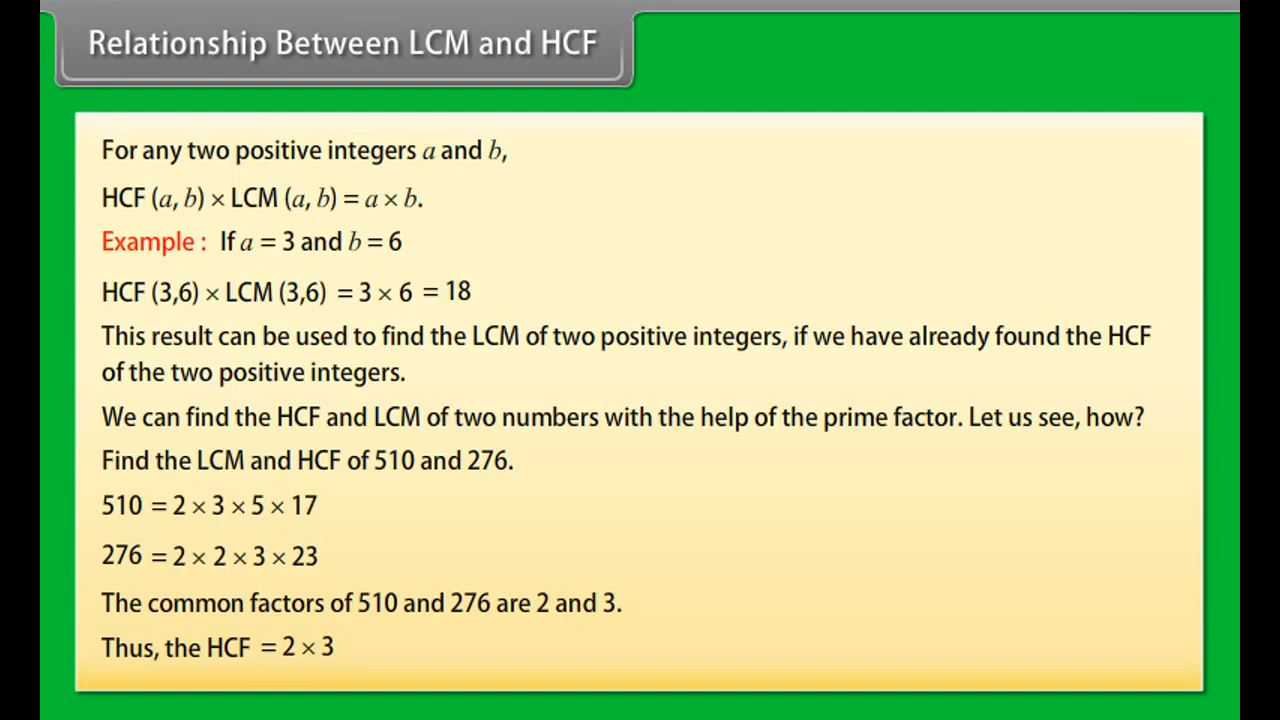 Relationship Between LCM and HCF
For any two positive integers a and b,
HCF (a, b) × LCM (a, b) = a × b.
Example : If a = 3 and b = 6
HCF (3,6) × LCM (3,6) = 3 × 6 = 18
This result can be used to find the LCM of two positive integers, if we have already found the HCF
of the two positive integers.
We can find the HCF and LCM of two numbers with the help of the prime factor. Let us see, how?
Find the LCM and HCF of 510 and 276.
510 = 2 × 3 × 5 × 17
276 = 2 × 2 × 3 × 23
The common factors of 510 and 276 are 2 and 3.
Thus, the HCF = 2 × 3